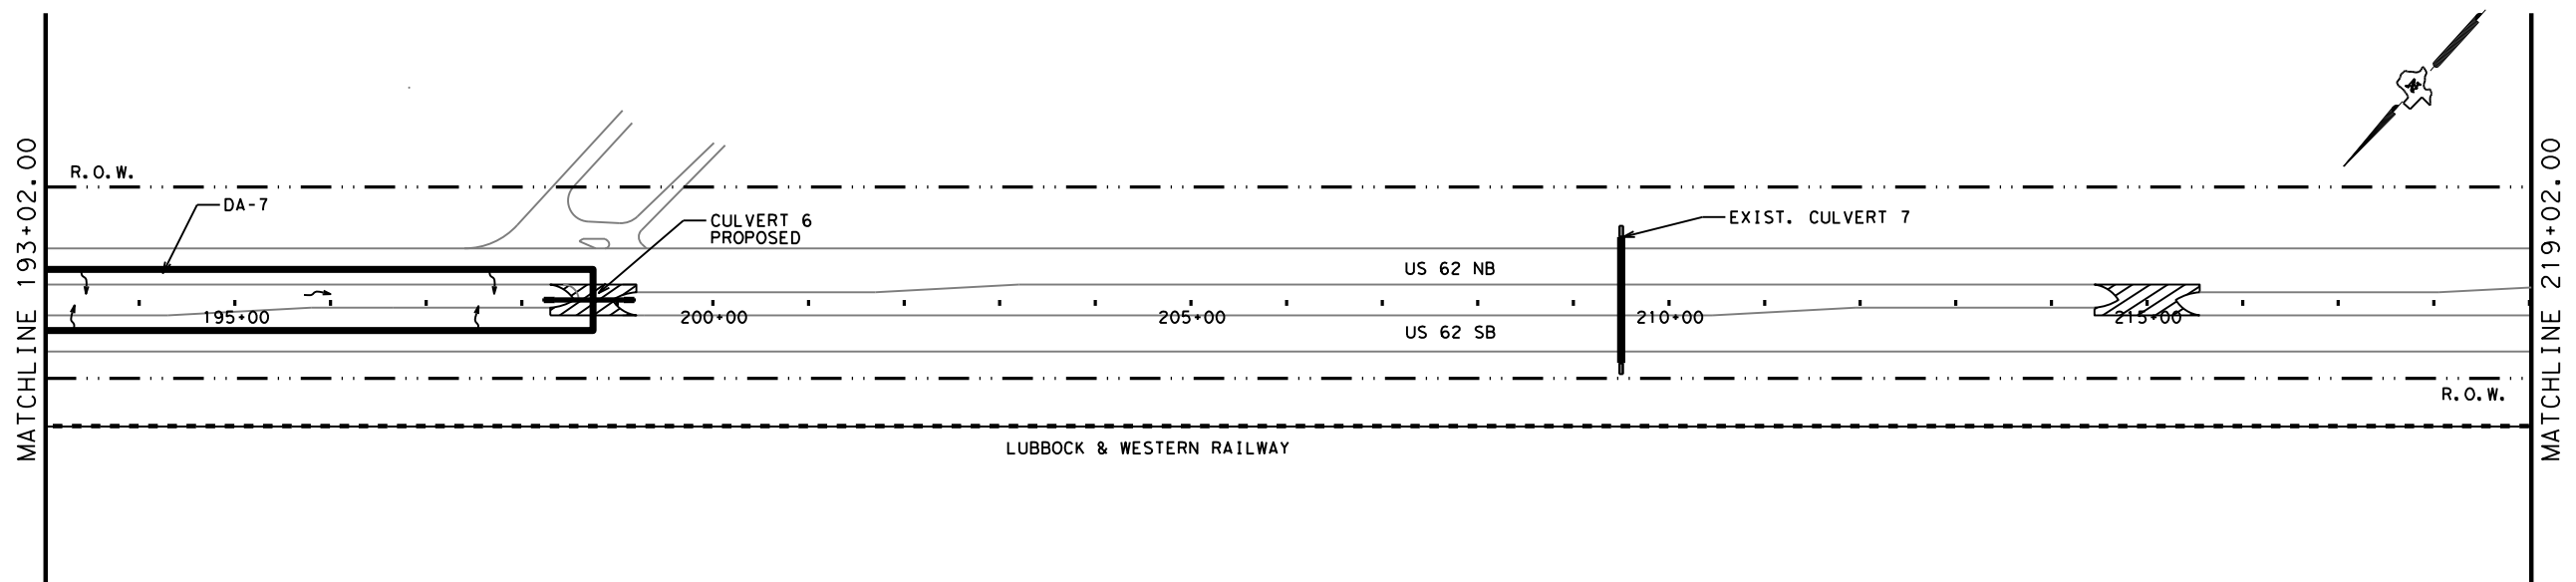 MATCHLINE 193+02.00
R.O.W.
DA-7
CULVERT 6
PROPOSED
EXIST. CULVERT 7
N
US 62 NB
195+00
200+00
205+00
210+00
215+00
US 62 SB
R.O.W.
LUBBOCK & WESTERN RAILWAY
MATCHLINE 219+02.00